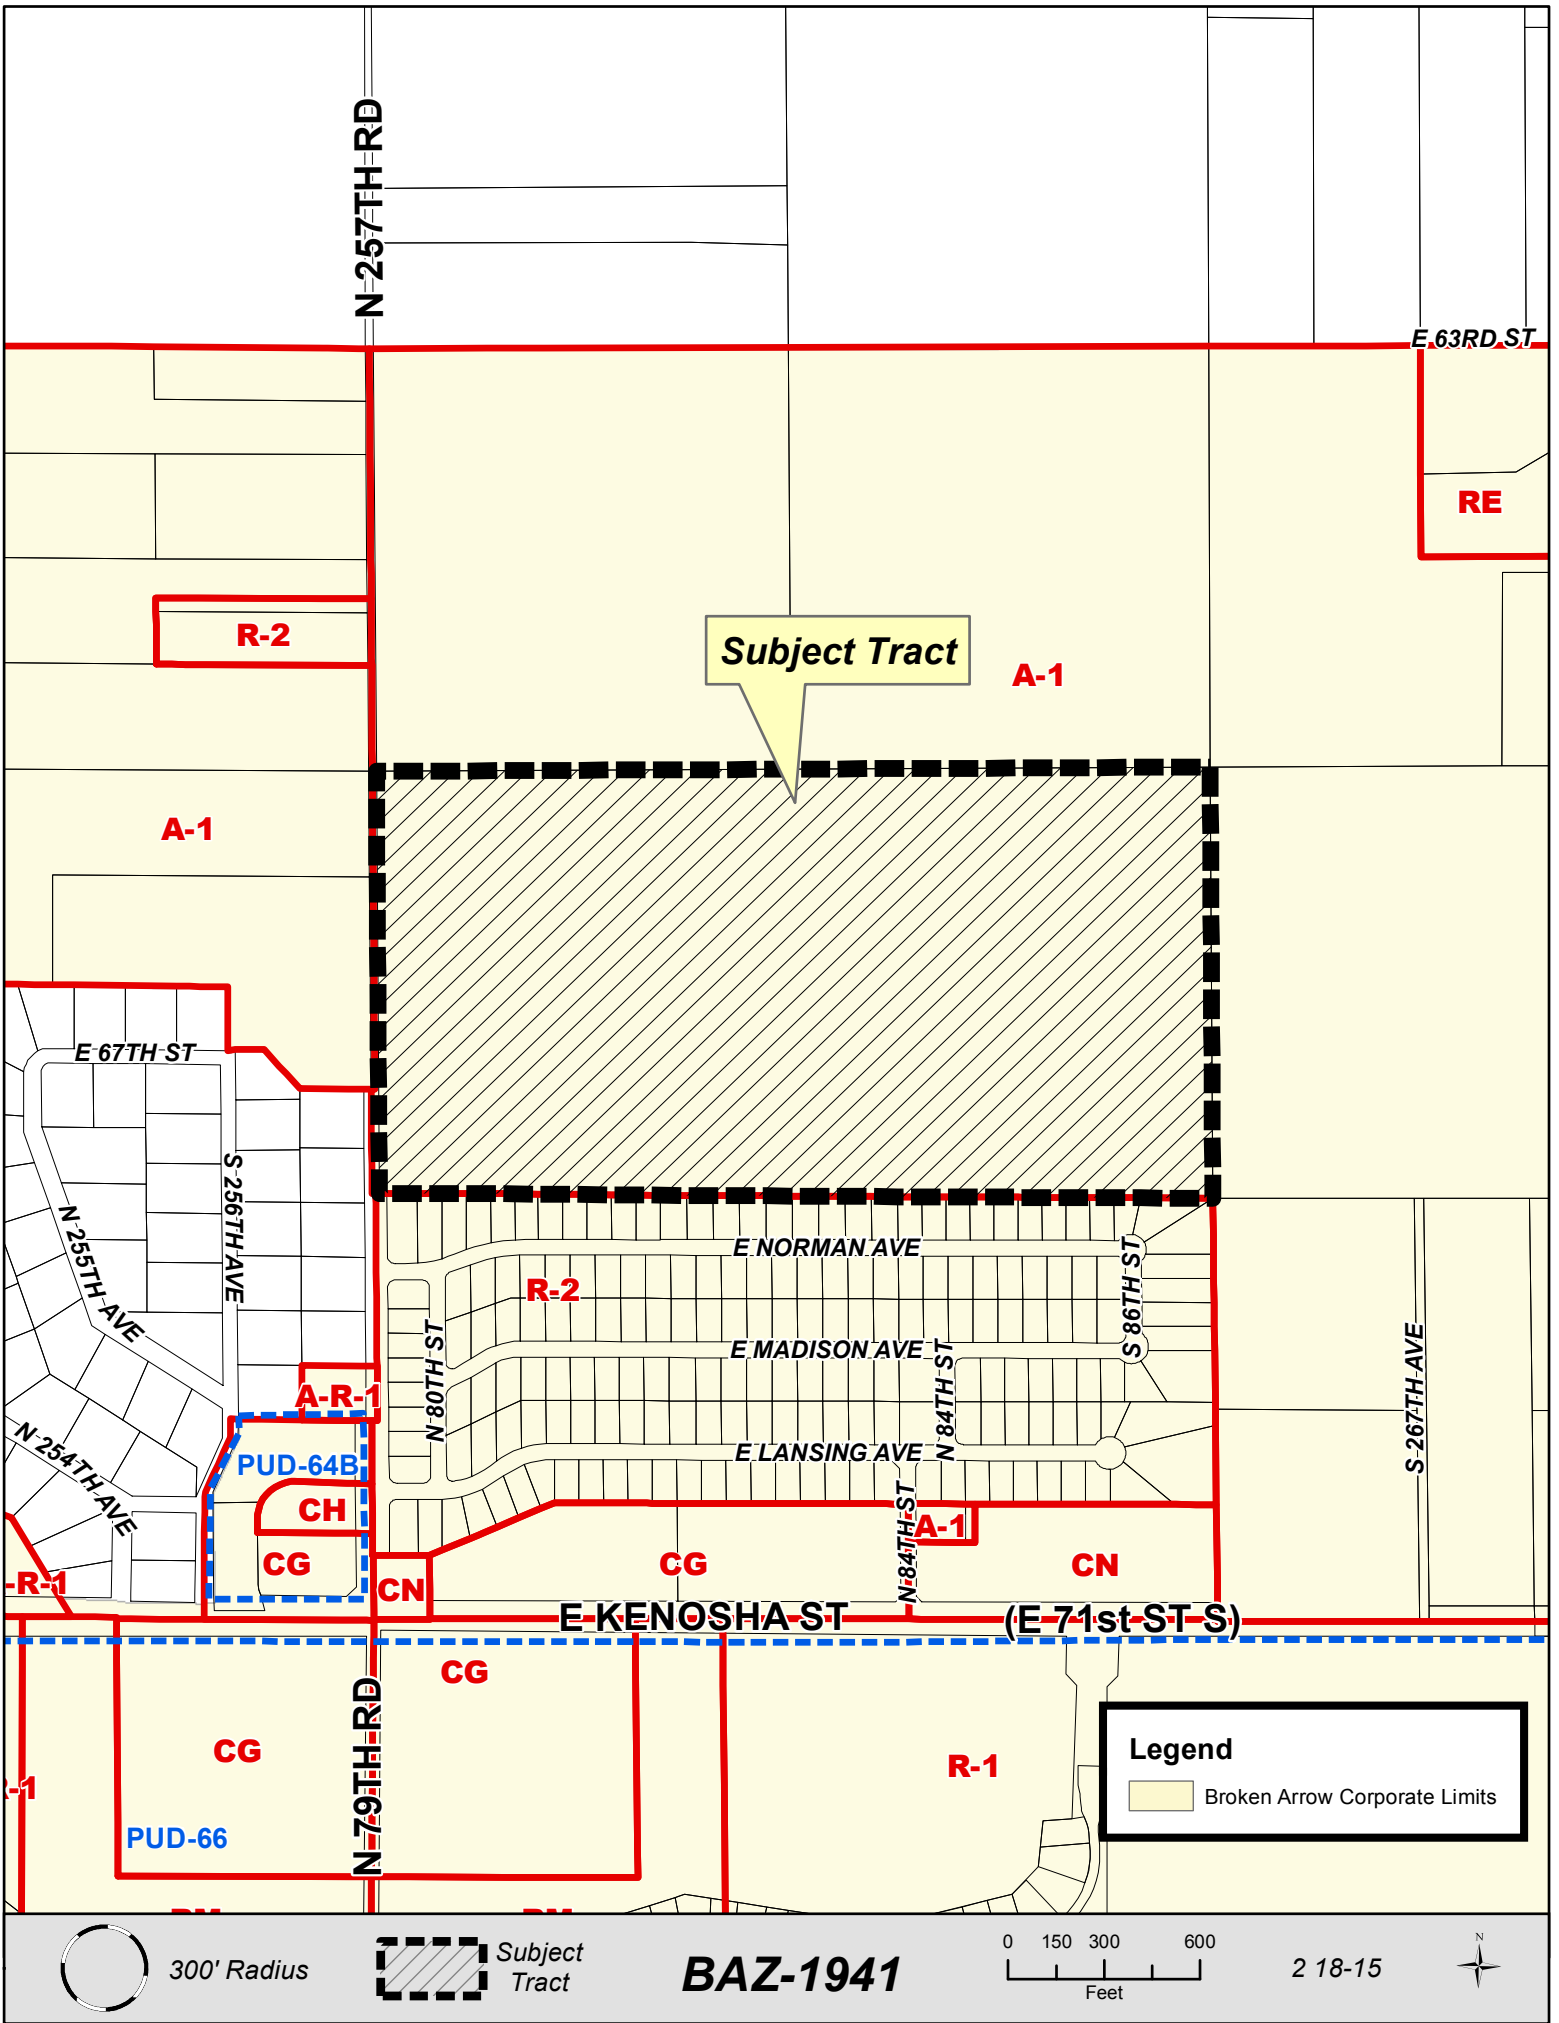 N 257TH RD
E 63RD ST
RE
R-2
Subject Tract
A-1
A-1
E 67TH ST
S 256TH AVE
N 255TH AVE
E NORMAN AVE
R-2
S 86TH ST
E MADISON AVE
N 80TH ST
N 84TH ST
S 267TH AVE
A-R-1
N 254TH AVE
PUD-64B
E LANSING AVE
CH
N 84TH ST
A-1
CG
CG
CN
-R-1
CN
E KENOSHA ST
(E 71st ST S)
CG
N 79TH RD
CG
R-1
-1
PUD-66
Legend
Broken Arrow Corporate Limits
300' Radius
Subject
Tract
BAZ-1941
0 150 300 600
Feet
2 18-15
N